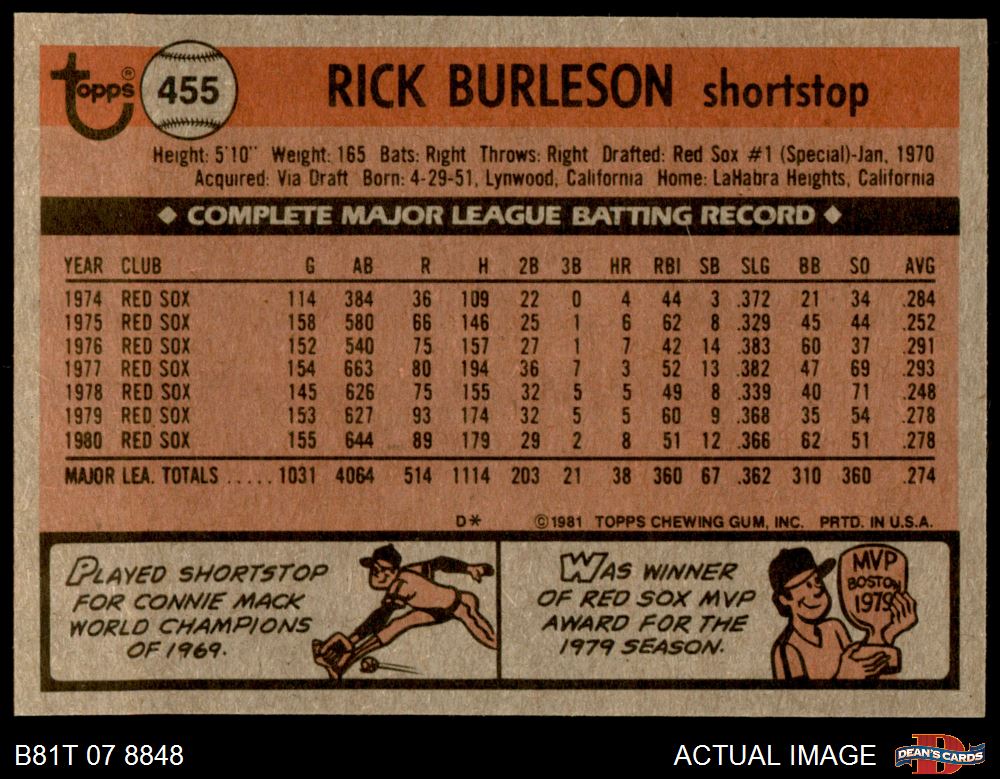 Topps® 455 RICK BURLESON shortstop
Height: 5'10" Weight: 165 Bats: Right Throws: Right Drafted: Red Sox #1 (Special)-Jan, 1970
Acquired: Via Draft Born: 4-29-51, Lynwood, California Home: LaHabra Heights, California
◆ COMPLETE MAJOR LEAGUE BATTING RECORD ◆
YEAR CLUB G AB R H 2B 3B HR RBI SB SLG BB SO AVG
1974 RED SOX 114 384 36 109 22 0 4 44 3 .372 21 34 .284
1975 RED SOX 158 580 66 146 25 1 6 62 8 .329 45 44 .252
1976 RED SOX 152 540 75 157 27 1 7 42 14 .383 60 37 .291
1977 RED SOX 154 663 80 194 36 7 3 52 13 .382 47 69 .293
1978 RED SOX 145 626 75 155 32 5 5 49 8 .339 40 71 .248
1979 RED SOX 153 627 93 174 32 5 5 60 9 .368 35 54 .278
1980 RED SOX 155 644 89 179 29 2 8 51 12 .366 62 51 .278
MAJOR LEA. TOTALS ..... 1031 4064 514 1114 203 21 38 360 67 .362 310 360 .274
D* ©1981 TOPPS CHEWING GUM, INC. PRTD. IN U.S.A.
PLAYED SHORTSTOP
FOR CONNIE MACK
WORLD CHAMPIONS
OF 1969.
WAS WINNER
OF RED SOX MVP
AWARD FOR THE
1979 SEASON.
MVP
BOSTON
1979
B81T 07 8848 ACTUAL IMAGE D DEAN'S CARDS